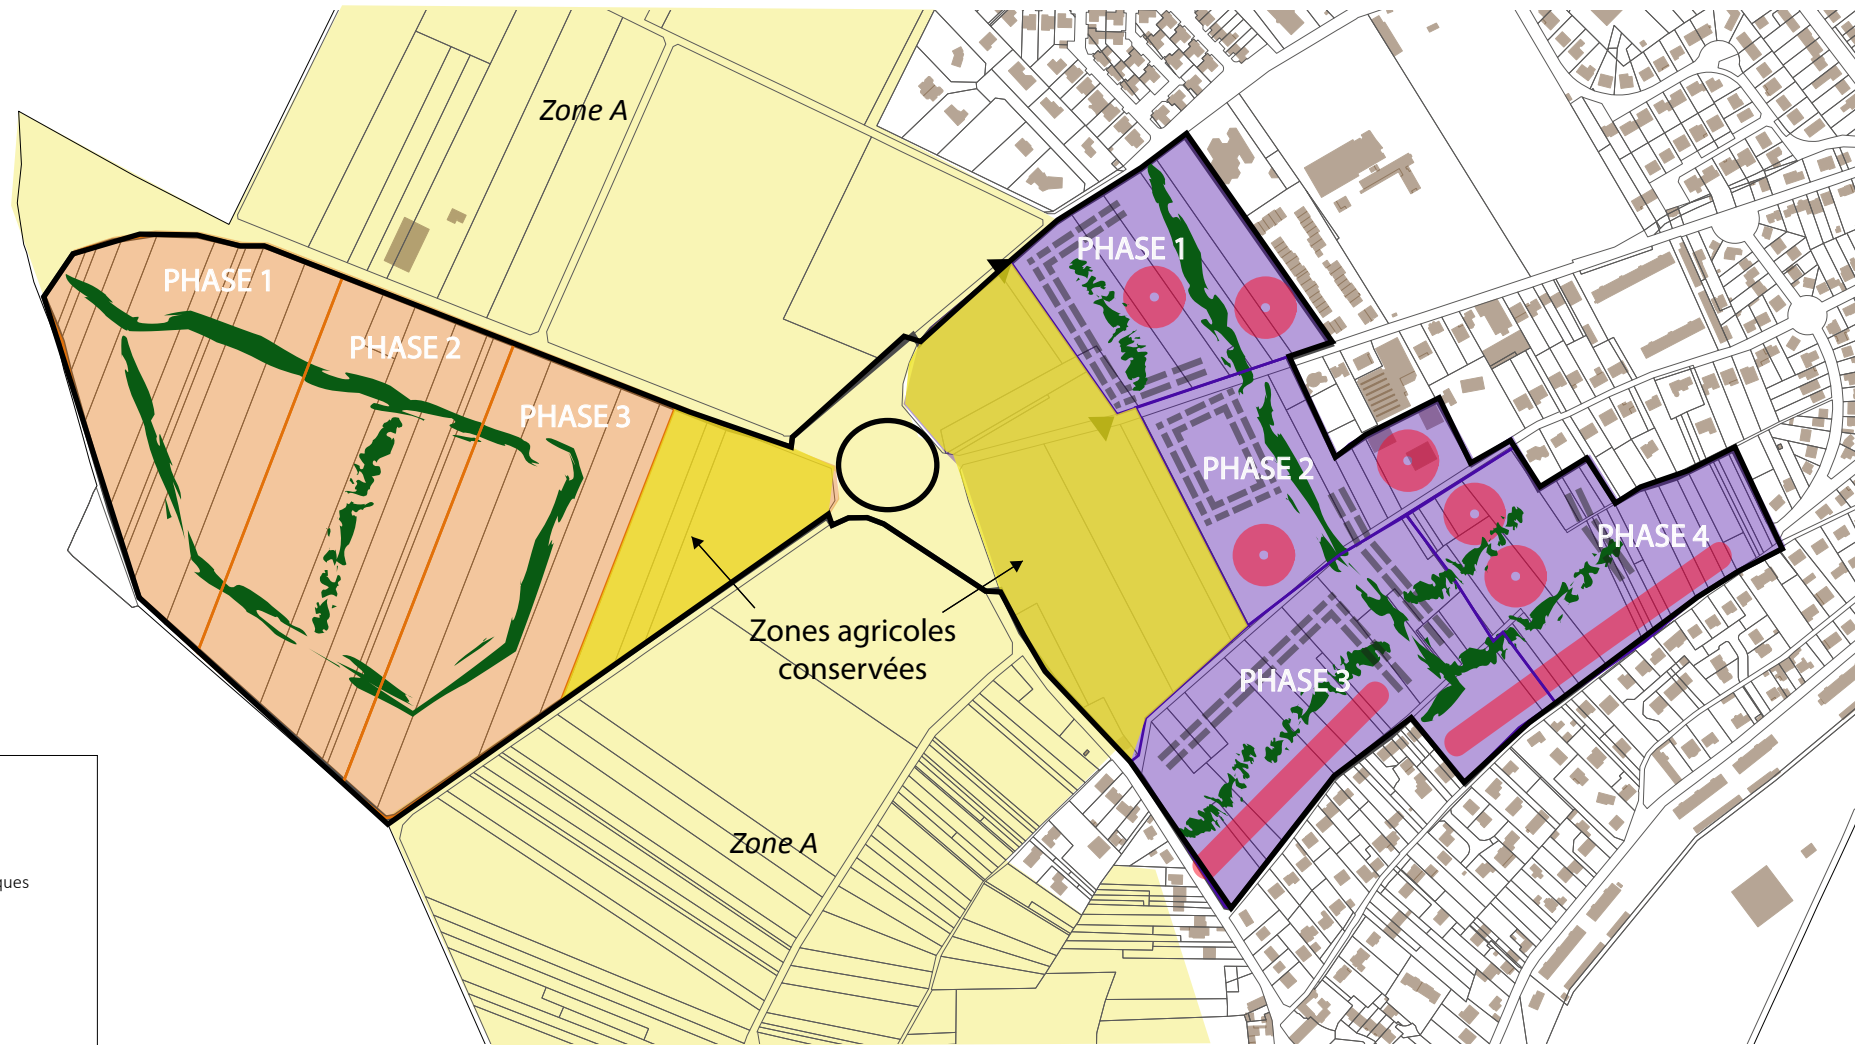 Zone A
PHASE 1
PHASE 2
PHASE 3
PHASE 1
PHASE 2
PHASE 3
PHASE 4
Zones agricoles
conservées
Zone A
ques